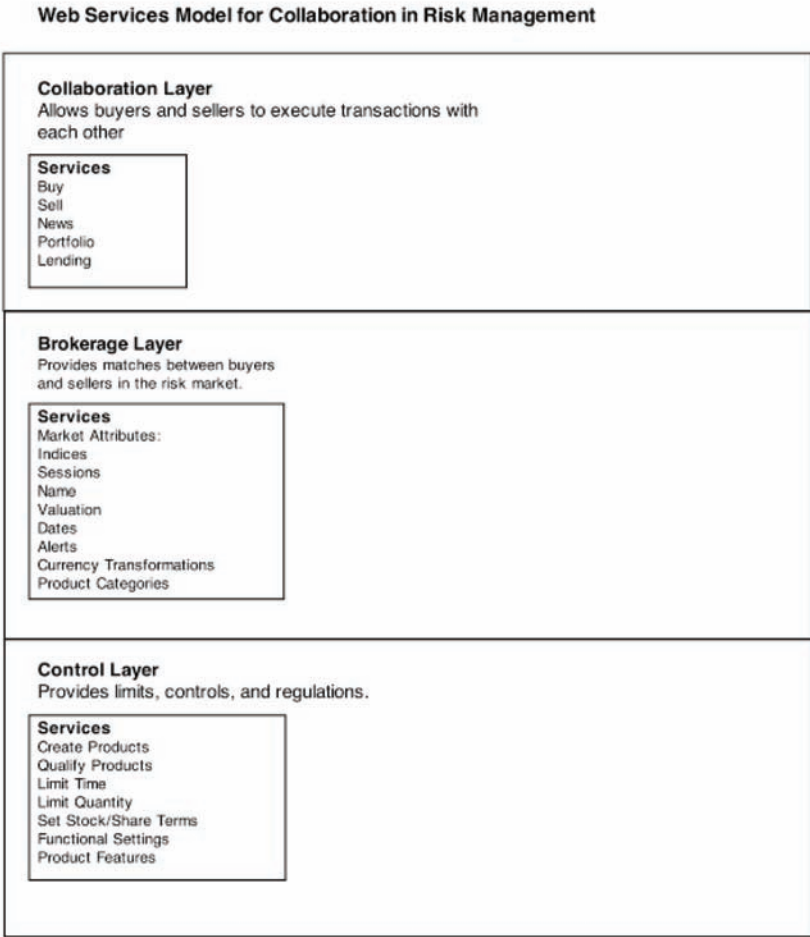 Web Services Model for Collaboration in Risk Management
Collaboration Layer
Allows buyers and sellers to execute transactions with
each other
Services
Buy
Sell
News
Portfolio
Lending
Brokerage Layer
Provides matches between buyers
and sellers in the risk market.
Services
Market Attributes:
Indices
Sessions
Name
Valuation
Dates
Alerts
Currency Transformations
Product Categories
Control Layer
Provides limits, controls, and regulations.
Services
Create Products
Qualify Products
Limit Time
Limit Quantity
Set Stock/Share Terms
Functional Settings
Product Features